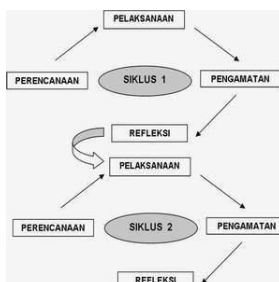 PELAKSANAAN
PERENCANAAN
SIKLUS 1
PENGAMATAN
REFLEKSI
PELAKSANAAN
PERENCANAAN
SIKLUS 2
PENGAMATAN
REFLEKSI